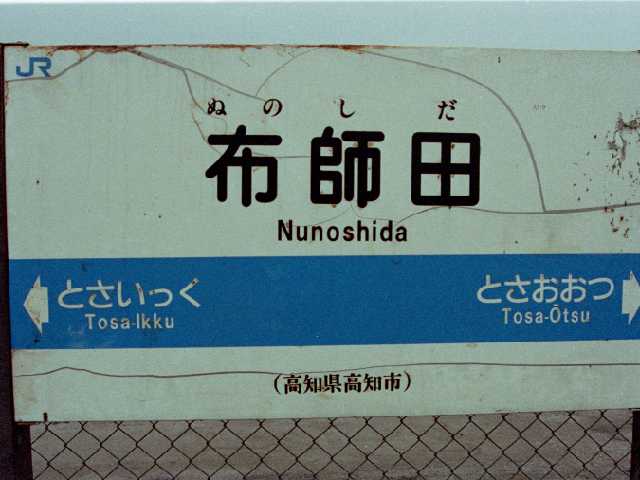 JR
ぬのしだ
布師田
Nunoshida
とさいっく
Tosa-Ikku
とさおおつ
Tosa-Ōtsu
（高知県高知市）